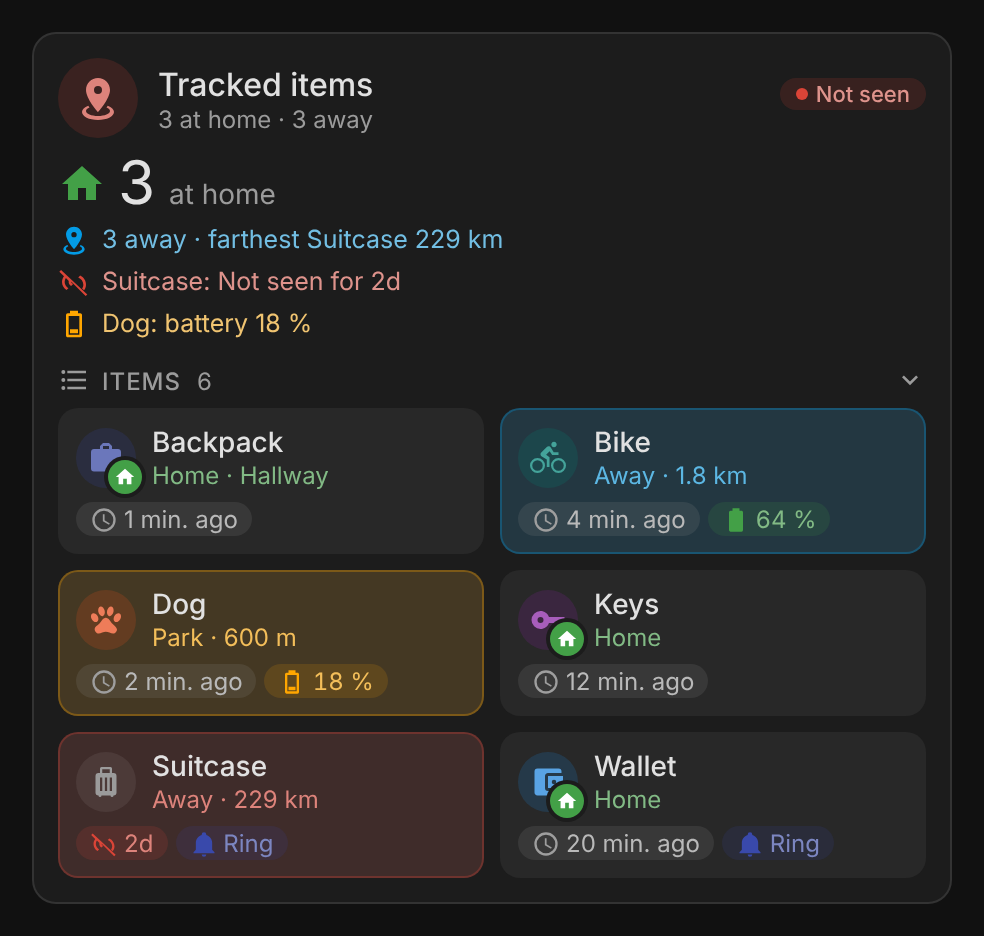 Tracked items
3 at home · 3 away
Not seen
3 at home
3 away · farthest Suitcase 229 km
Suitcase: Not seen for 2d
Dog: battery 18 %
ITEMS 6
Backpack
Home · Hallway
1 min. ago
Bike
Away · 1.8 km
4 min. ago 64 %
Dog
Park · 600 m
2 min. ago 18 %
Keys
Home
12 min. ago
Suitcase
Away · 229 km
2d Ring
Wallet
Home
20 min. ago Ring